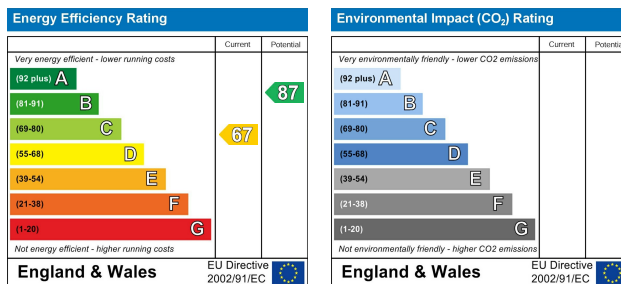 Energy Efficiency Rating
Current Potential
Very energy efficient - lower running costs
(92 plus) A
(81-91) B
87
(69-80) C
67
(55-68) D
(39-54) E
(21-38) F
(1-20) G
Not energy efficient - higher running costs
England & Wales
EU Directive
2002/91/EC
Environmental Impact (CO₂) Rating
Current Potentia
Very environmentally friendly - lower CO2 emissions
(92 plus) A
(81-91) B
(69-80) C
(55-68) D
(39-54) E
(21-38) F
(1-20) G
Not environmentally friendly - higher CO2 emissions
England & Wales
EU Directive
2002/91/EC